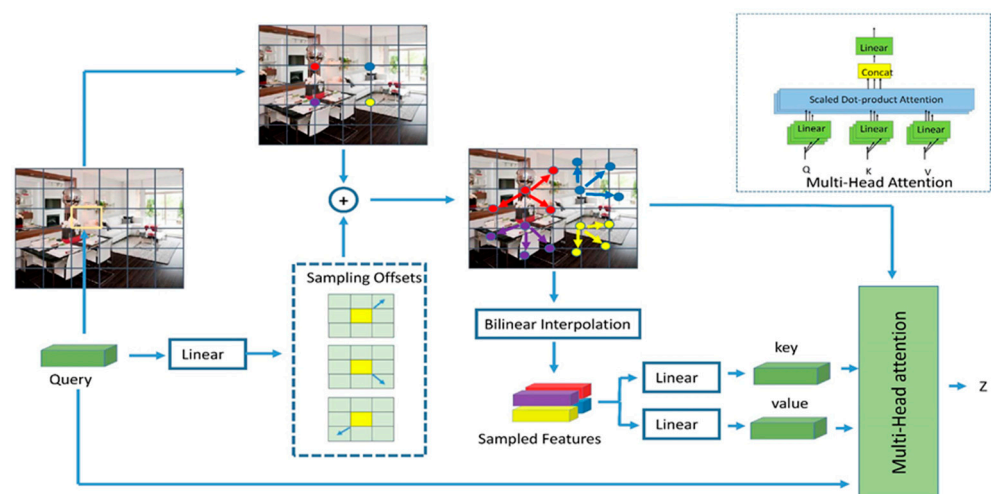 Linear
Concat
Scaled Dot-product Attention
Linear
Linear
Linear
Q
K
V
Multi-Head Attention
+
Sampling Offsets
Bilinear Interpolation
Linear
Query
Linear
key
Linear
value
Sampled Features
Multi-Head attention
Z